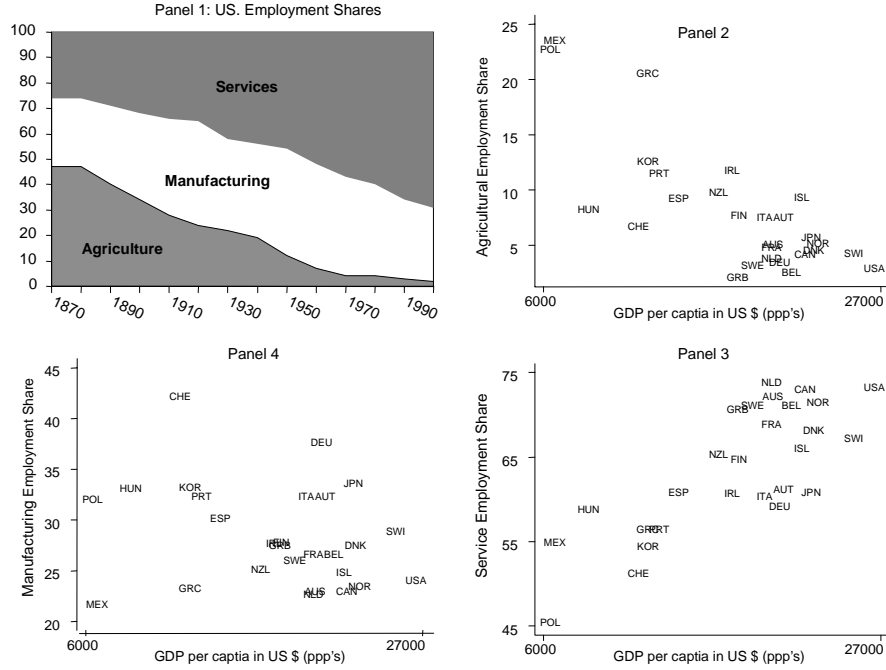 Panel 1: US. Employment Shares
100
90
80
70
60
50
40
30
20
10
0
Services
Manufacturing
Agriculture
1870
1890
1910
1930
1950
1970
1990
Panel 2
Agricultural Employment Share
25
20
15
10
5
MEX
POL
GRC
KOR
PRT
IRL
HUN
ESP
NZL
ISL
CHE
FIN
ITA AUT
JPN
AUS
NOR
FRA
DNK
NLD
CAN
SWI
SWE
DEU
GRB
BEL
USA
6000
27000
GDP per captia in US $ (ppp's)
Panel 4
Manufacturing Employment Share
45
40
35
30
25
20
CHE
DEU
POL
HUN
KOR
PRT
ITA AUT
JPN
ESP
SWI
IRL
FIN
GRB
DNK
SWE
FRA BEL
NZL
ISL
USA
GRC
AUS
NLD
CAN
NOR
MEX
6000
27000
GDP per captia in US $ (ppp's)
Panel 3
Service Employment Share
75
65
55
45
NLD
CAN
USA
AUS
GRB
SWE
BEL
NOR
FRA
DNK
SWI
NZL
FIN
ISL
ESP
IRL
ITA
AUT
JPN
HUN
DEU
MEX
GRC
PRT
KOR
CHE
POL
6000
27000
GDP per captia in US $ (ppp's)